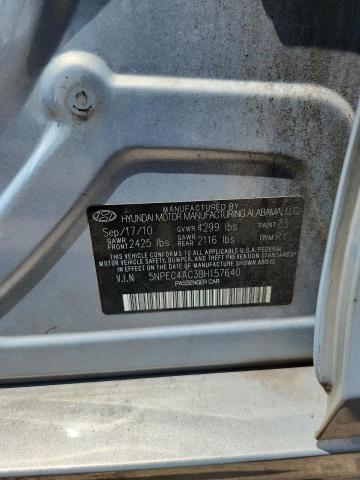 MANUFACTURED BY
HYUNDAI MOTOR MANUFACTURING ALABAMA, LLC
Sep/17/10 GVWR 4299 lbs PAINT
GAWR FRONT 2425 lbs GAWR REAR 2116 lbs TRIM
THIS VEHICLE CONFORMS TO ALL APPLICABLE U.S.A. FEDERAL MOTOR
VEHICLE SAFETY, BUMPER, AND THEFT PREVENTION STANDARDS IN
EFFECT ON THE DATE OF MANUFACTURE SHOWN ABOVE.
V.I.N 5NPEC4AC3BH157640
PASSENGER CAR